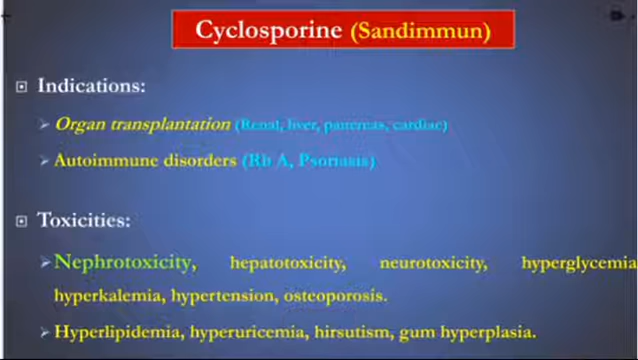 Cyclosporine (Sandimmun)
Indications:
Organ transplantation (Renal, liver, pancreas, cardiac)
Autoimmune disorders (Rh A, Psoriasis)
Toxicities:
Nephrotoxicity, hepatotoxicity, neurotoxicity, hyperglycemia
hyperkalemia, hypertension, osteoporosis.
Hyperlipidemia, hyperuricemia, hirsutism, gum hyperplasia.